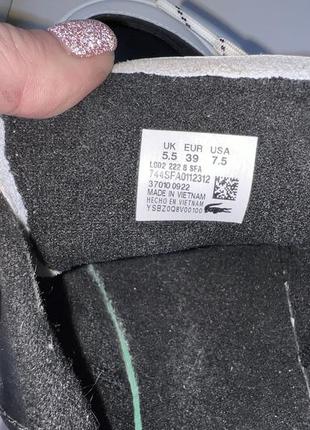 UK EUR USA
5.5 39 7.5
L002 222 8 SFA
744SFA0112312
37010 0922
MADE IN VIETNAM
HECHO EN VIETNAM
YSBZ0Q8V00100